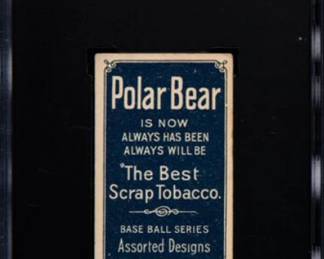 Polar Bear
IS NOW
ALWAYS HAS BEEN
ALWAYS WILL BE
"The Best
Scrap Tobacco.
BASE BALL SERIES
Assorted Designs